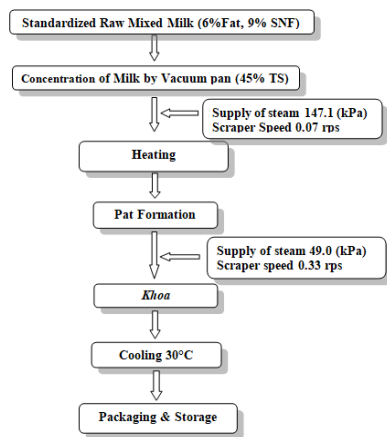 Standardized Raw Mixed Milk (6%Fat, 9% SNF)
Concentration of Milk by Vacuum pan (45% TS)
Supply of steam 147.1 (kPa)
Scraper Speed 0.07 rps
Heating
Pat Formation
Supply of steam 49.0 (kPa)
Scraper speed 0.33 rps
Khoa
Cooling 30°C
Packaging & Storage